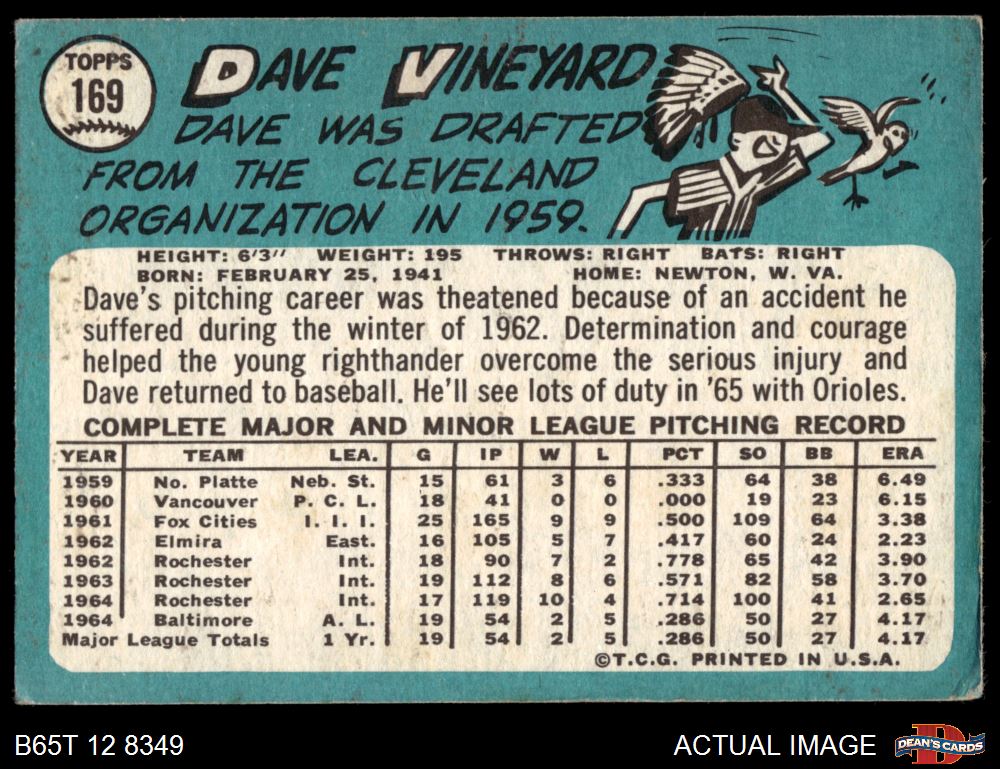 TOPPS
169
DAVE VINEYARD
DAVE WAS DRAFTED
FROM THE CLEVELAND
ORGANIZATION IN 1959.
HEIGHT: 6'3" WEIGHT: 195 THROWS: RIGHT BATS: RIGHT
BORN: FEBRUARY 25, 1941 HOME: NEWTON, W. VA.
Dave's pitching career was theatened because of an accident he
suffered during the winter of 1962. Determination and courage
helped the young righthander overcome the serious injury and
Dave returned to baseball. He'll see lots of duty in '65 with Orioles.
COMPLETE MAJOR AND MINOR LEAGUE PITCHING RECORD
YEAR TEAM LEA. G IP W L PCT SO BB ERA
1959 No. Platte Neb. St. 15 61 3 6 .333 64 38 6.49
1960 Vancouver P. C. L. 18 41 0 0 .000 19 23 6.15
1961 Fox Cities I. I. I. 25 165 9 9 .500 109 64 3.38
1962 Elmira East. 16 105 5 7 .417 60 24 2.23
1962 Rochester Int. 18 90 7 2 .778 65 42 3.90
1963 Rochester Int. 19 112 8 6 .571 82 58 3.70
1964 Rochester Int. 17 119 10 4 .714 100 41 2.65
1964 Baltimore A. L. 19 54 2 5 .286 50 27 4.17
Major League Totals 1 Yr. 19 54 2 5 .286 50 27 4.17
©T.C.G. PRINTED IN U.S.A.
B65T 12 8349 ACTUAL IMAGE
D
DEAN'S CARDS